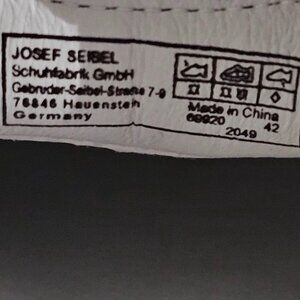 JOSEF SEIBEL
Schuhfabrik GmbH
Gebruder-Seibel-Strasse 7-9
76846 Hauenstein
Germany
Made in China
69920 42
2049